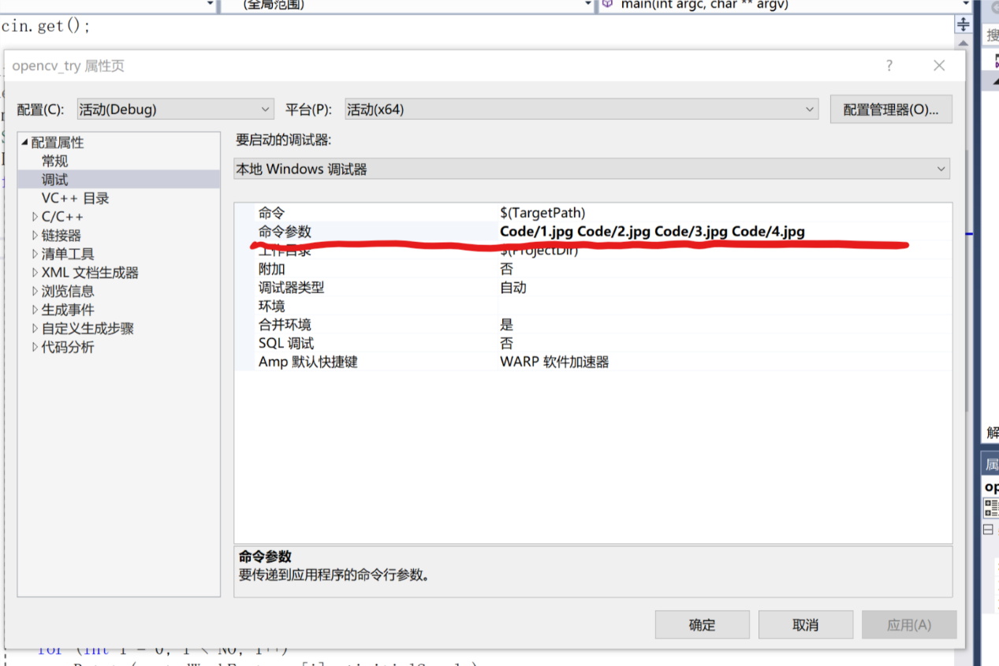 (全局范围)
main(int argc, char ** argv)
cin.get();
搜
opencv_try 属性页
?
配置(C):
活动(Debug)
平台(P):
活动(x64)
配置管理器(O)...
配置属性
常规
调试
VC++ 目录
C/C++
链接器
清单工具
XML 文档生成器
浏览信息
生成事件
自定义生成步骤
代码分析
要启动的调试器:
本地 Windows 调试器
命令 $(TargetPath)
命令参数 Code/1.jpg Code/2.jpg Code/3.jpg Code/4.jpg
工作目录 $(ProjectDir)
附加 否
调试器类型 自动
环境
合并环境 是
SQL 调试 否
Amp 默认快捷键 WARP 软件加速器
命令参数
要传递到应用程序的命令行参数。
确定
取消
应用(A)
解
属
op
for (int i = 0; i < NO; i++)